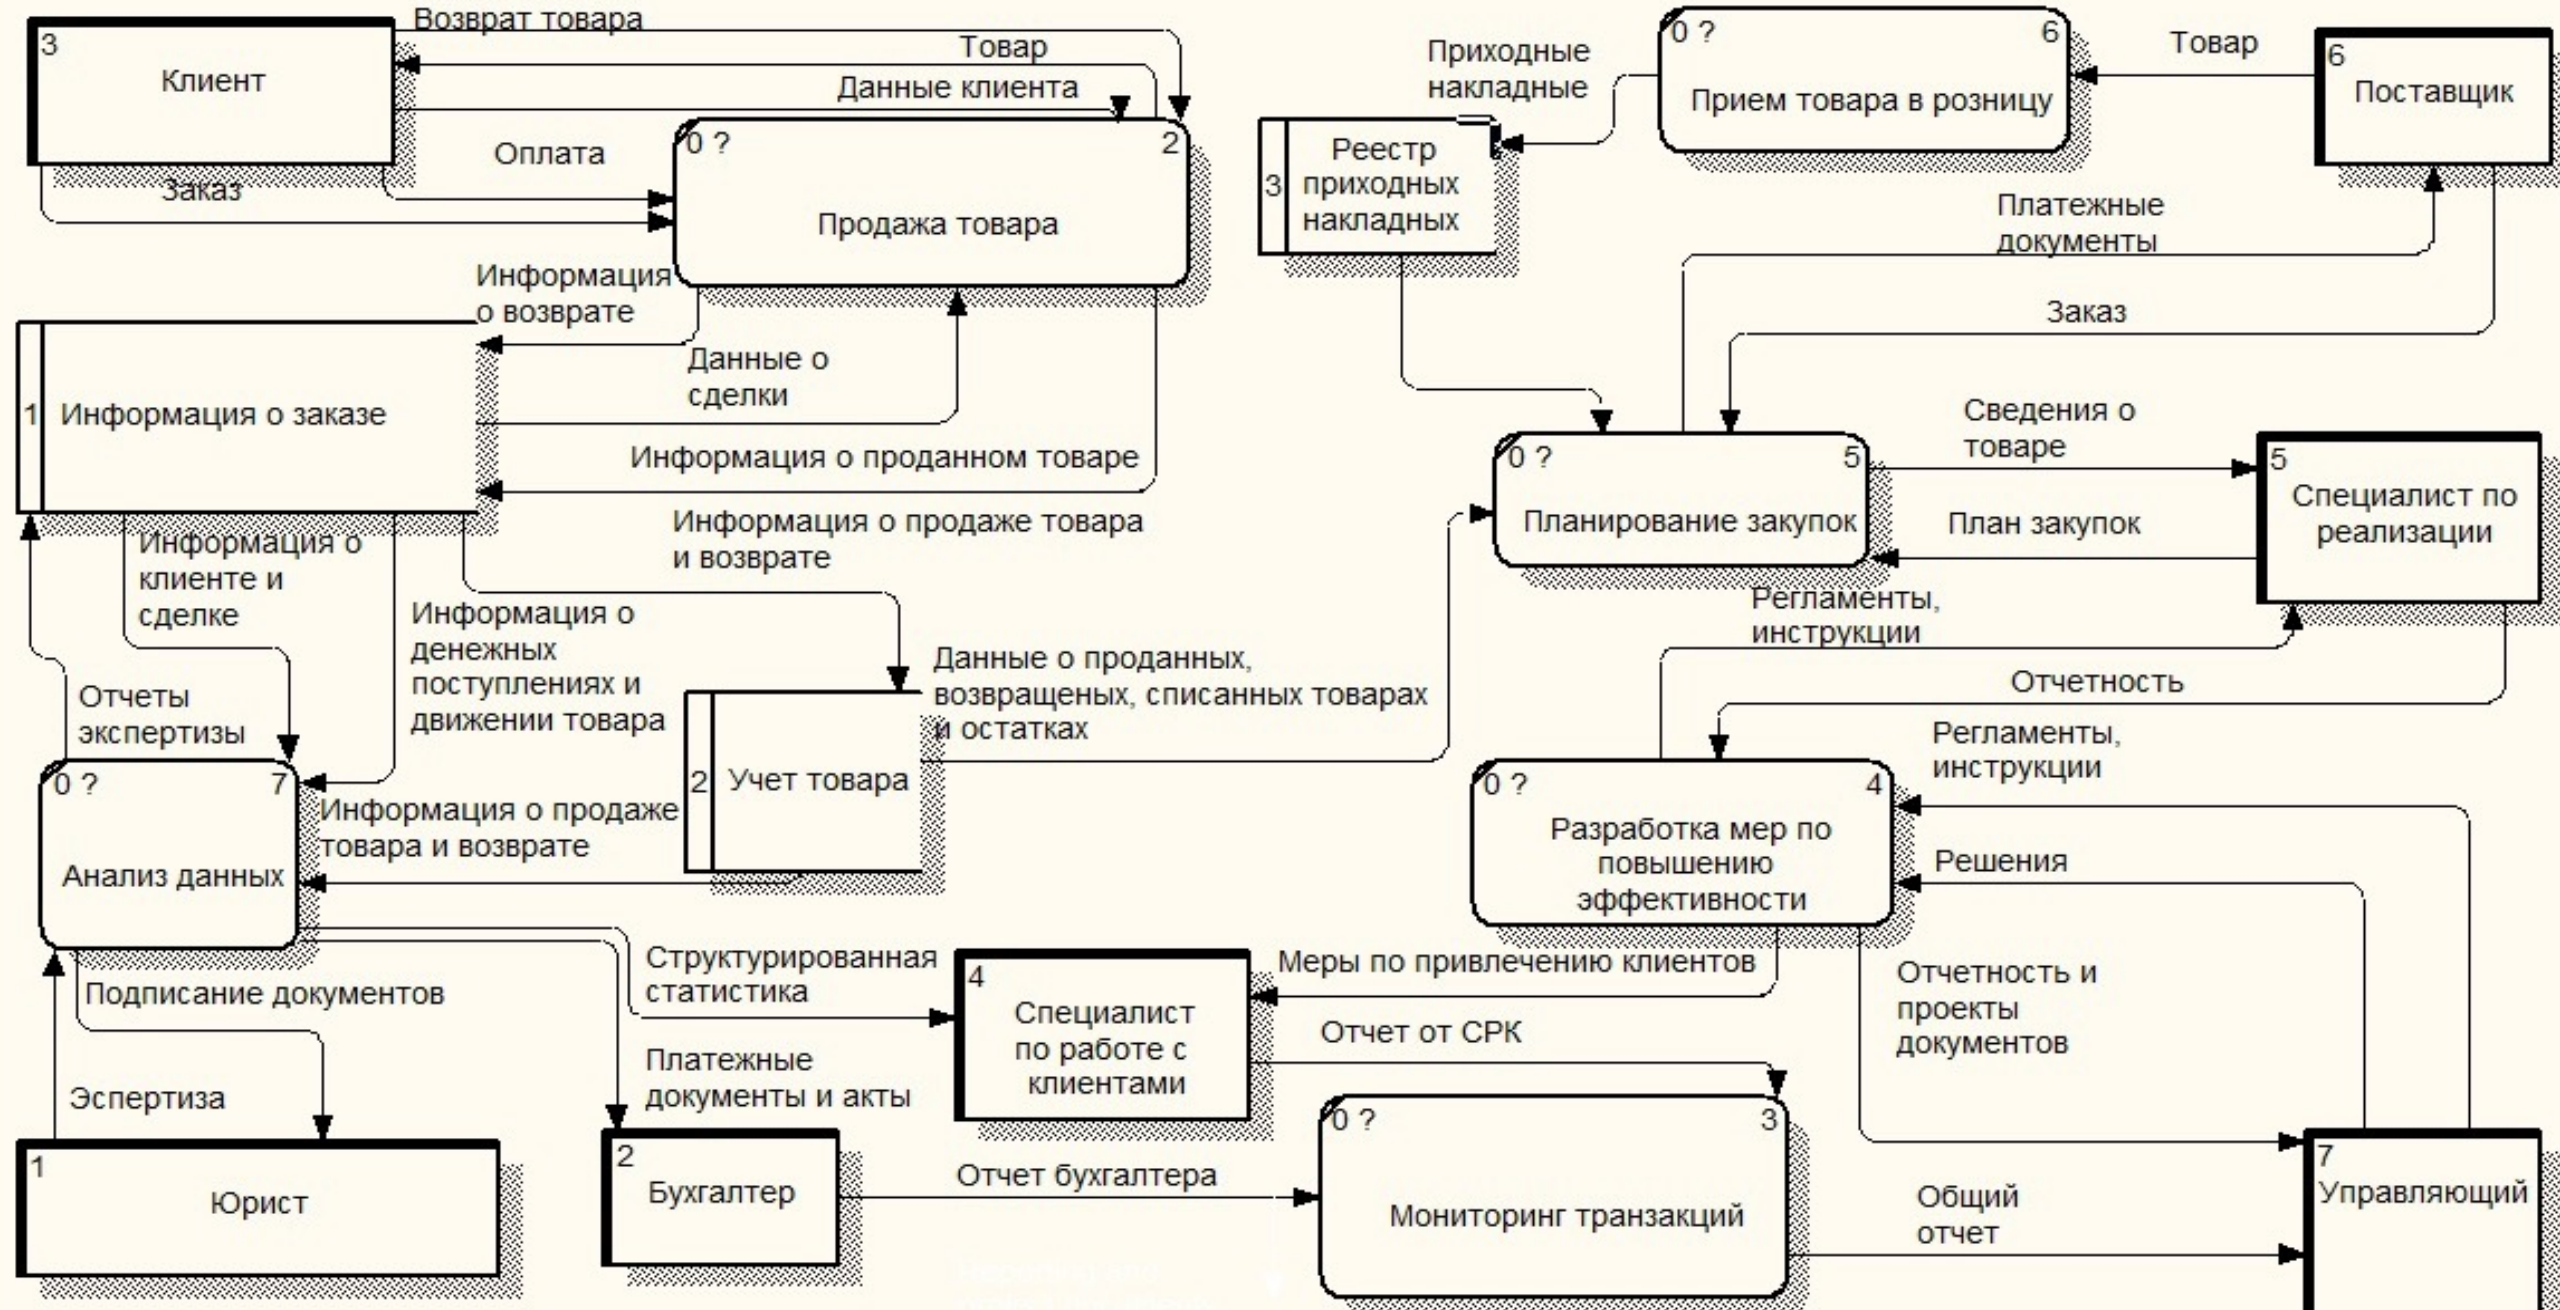 Возврат товара
3
Клиент
Товар
Данные клиента
Оплата
Заказ
0 ?
2
Продажа товара
Приходные
накладные
0 ?
6
Прием товара в розницу
Товар
6
Поставщик
3
Реестр
приходных
накладных
Платежные
документы
Заказ
Информация
о возврате
1
Информация о заказе
Данные о
сделки
Информация о проданном товаре
Информация о продаже товара
и возврате
0 ?
5
Планирование закупок
Сведения о
товаре
План закупок
5
Специалист по
реализации
Информация о
клиенте и
сделке
Информация о
денежных
поступлениях и
движении товара
Отчеты
экспертизы
Данные о проданных,
возвращеных, списанных товарах
и остатках
Регламенты,
инструкции
Отчетность
Регламенты,
инструкции
0 ?
7
Анализ данных
Информация о продаже
товара и возврате
2
Учет товара
0 ?
4
Разработка мер по
повышению
эффективности
Решения
Подписание документов
Структурированная
статистика
4
Специалист
по работе с
клиентами
Меры по привлечению клиентов
Отчет от СРК
Отчетность и
проекты
документов
Эспертиза
Платежные
документы и акты
1
Юрист
2
Бухгалтер
Отчет бухгалтера
0 ?
3
Мониторинг транзакций
Общий
отчет
7
Управляющий